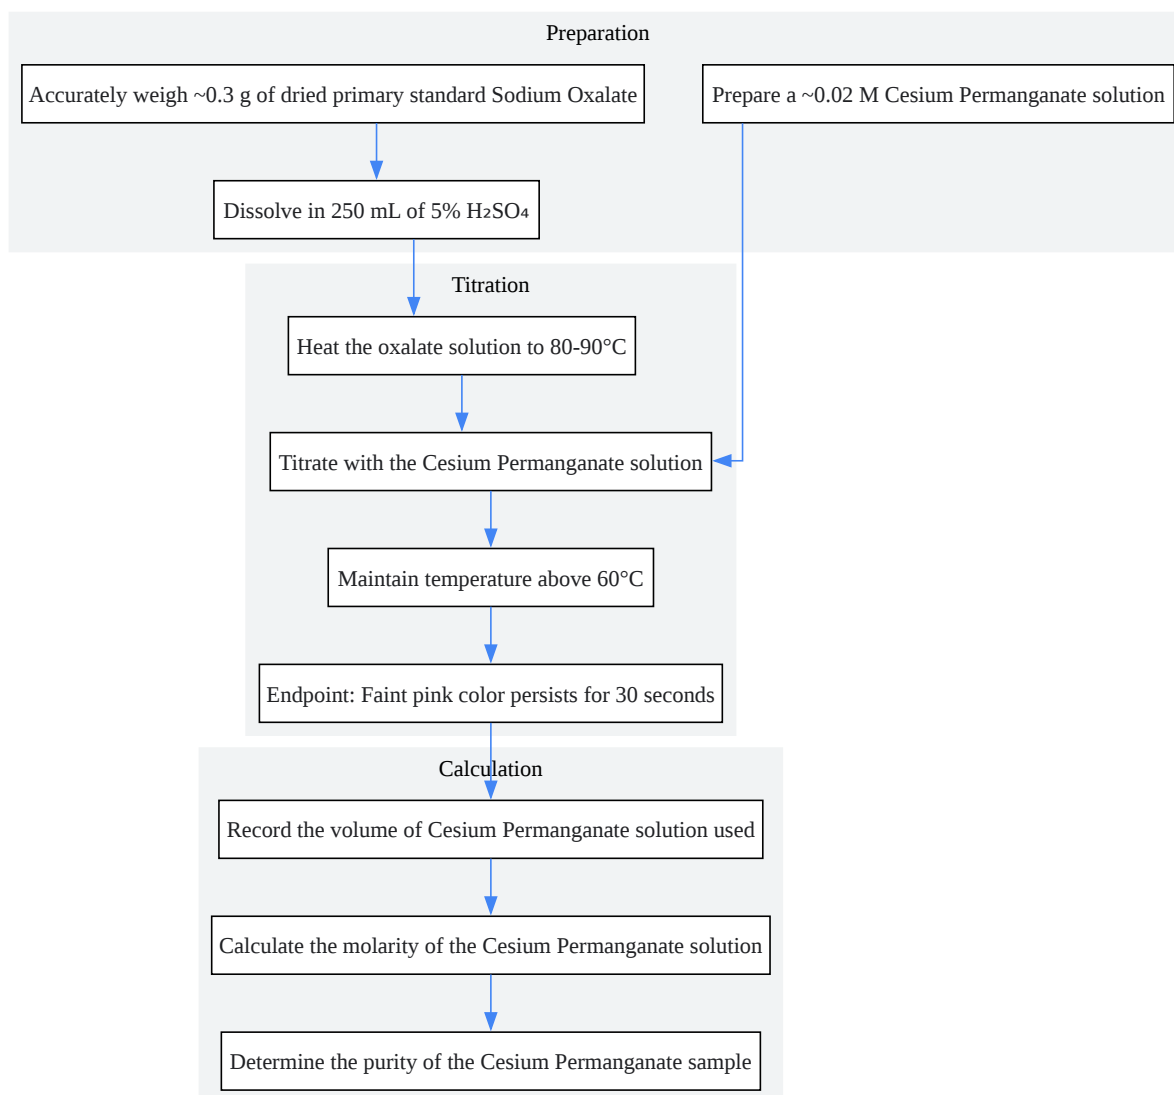 Preparation
Accurately weigh ~0.3 g of dried primary standard Sodium Oxalate
Prepare a ~0.02 M Cesium Permanganate solution
Dissolve in 250 mL of 5% H₂SO₄
Titration
Heat the oxalate solution to 80-90°C
Titrate with the Cesium Permanganate solution
Maintain temperature above 60°C
Endpoint: Faint pink color persists for 30 seconds
Calculation
Record the volume of Cesium Permanganate solution used
Calculate the molarity of the Cesium Permanganate solution
Determine the purity of the Cesium Permanganate sample